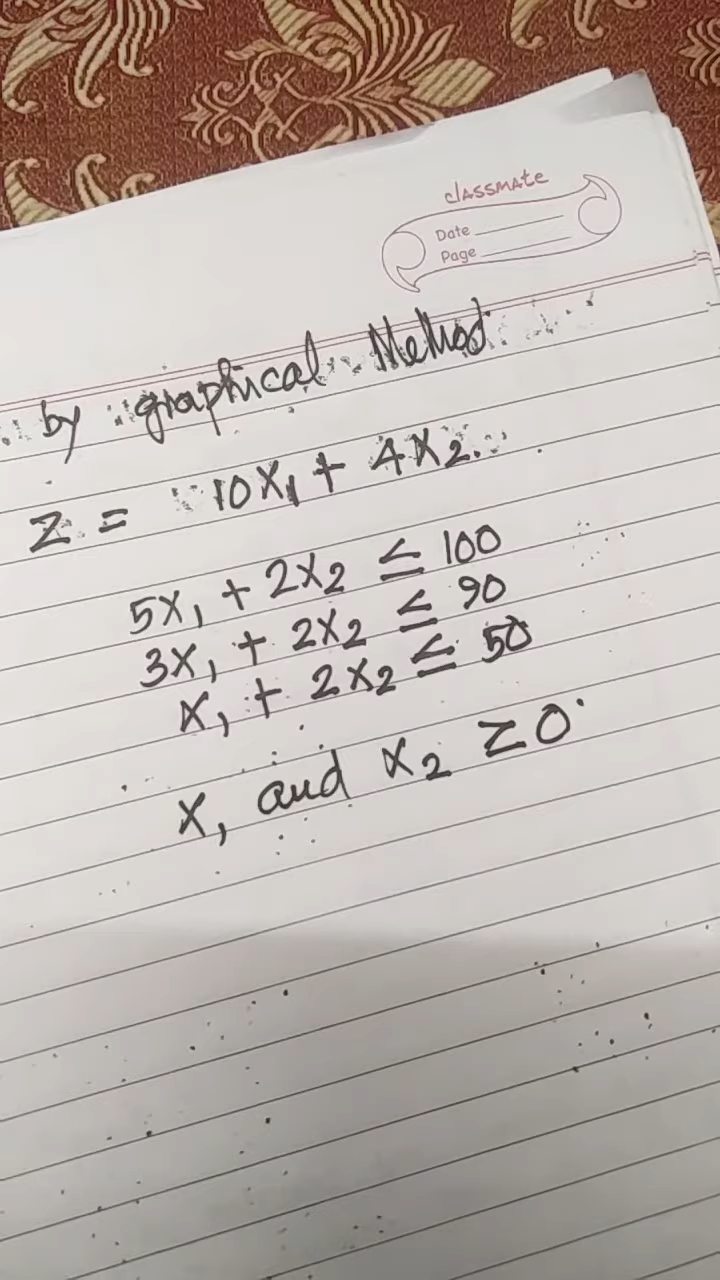 classmate
Date
Page
by graphical Method
Z = 10X₁ + 4X₂
5X₁ + 2X₂ ≤ 100
3X₁ + 2X₂ ≤ 90
X₁ + 2X₂ ≤ 50
X₁ and X₂ ≥ 0